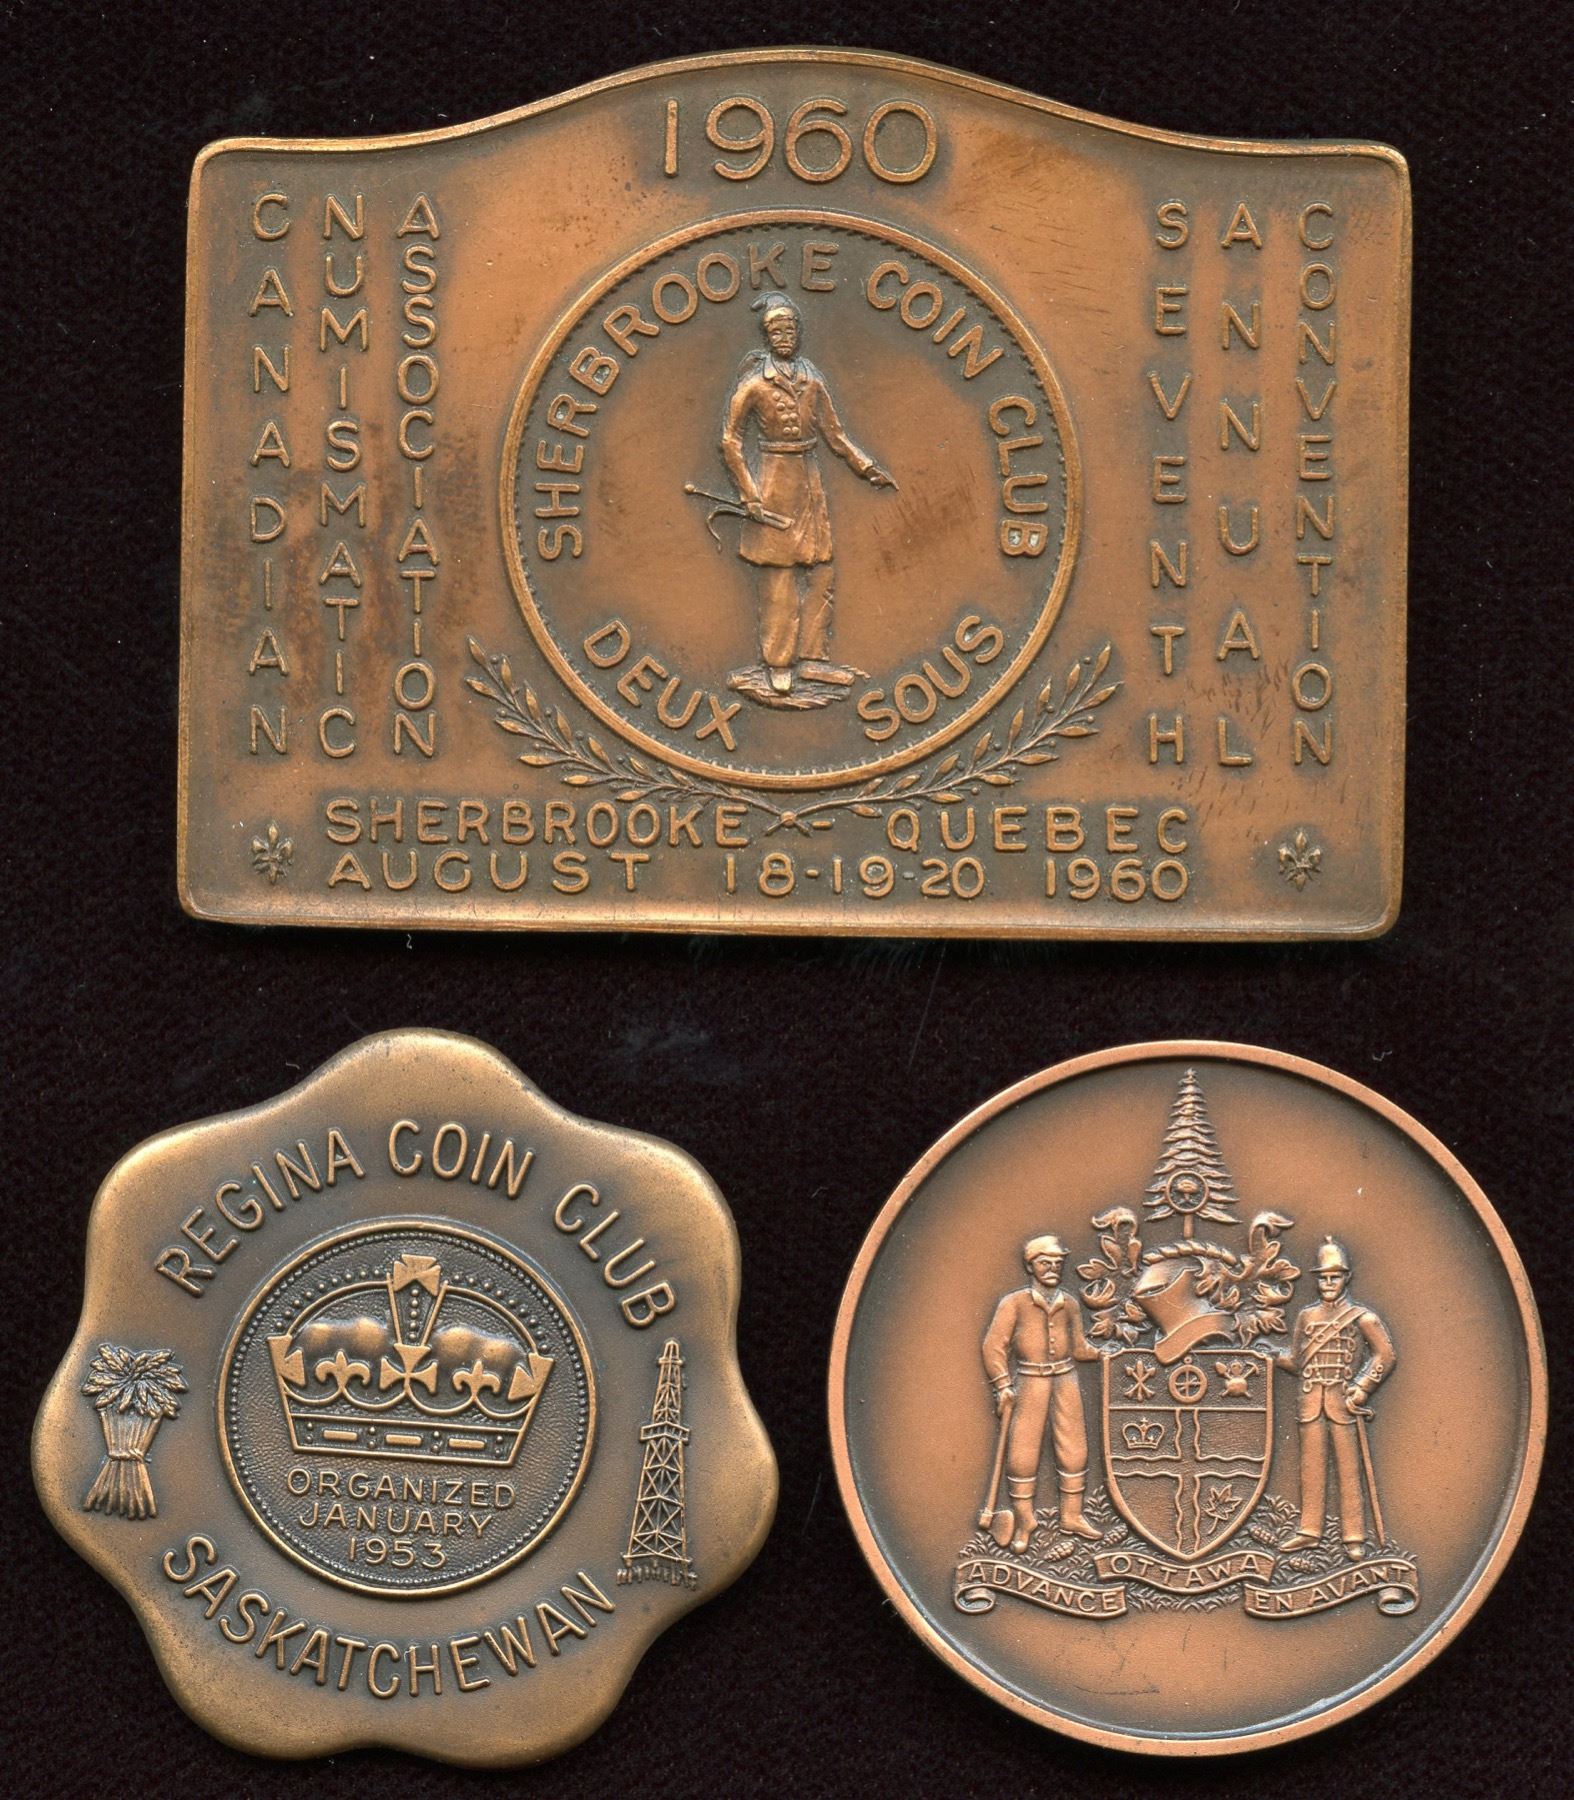 1960
CANADIAN
NUMISMATIC
ASSOCIATION
SHERBROOKE COIN CLUB
DEUX SOUS
SEVENTH
ANNUAL
CONVENTION
SHERBROOKE - QUEBEC
AUGUST 18-19-20 1960
REGINA COIN CLUB
ORGANIZED
JANUARY
1953
SASKATCHEWAN
ADVANCE OTTAWA EN AVANT